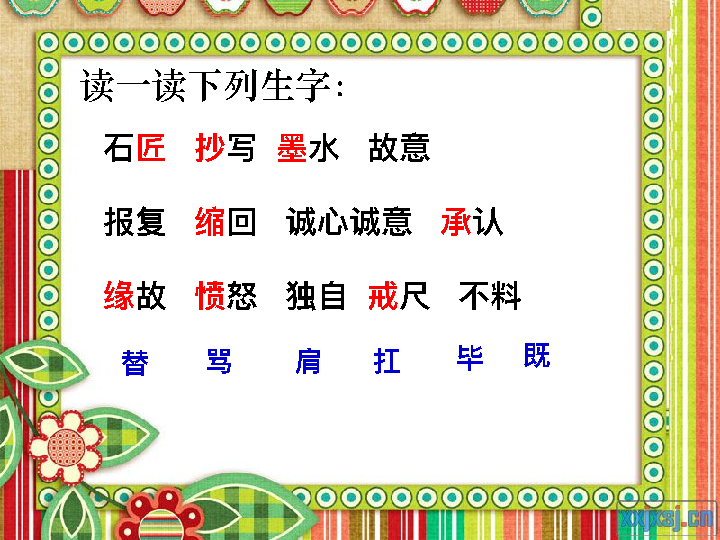 读一读下列生字：
石匠 抄写 墨水 故意
报复 缩回 诚心诚意 承认
缘故 愤怒 独自 戒尺 不料
替 骂 肩 扛 毕 既
xxjxsj.cn